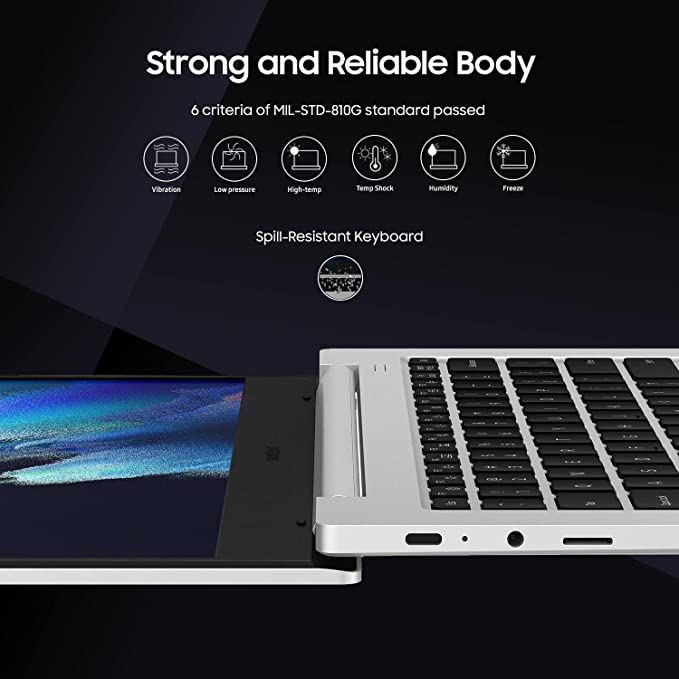 Strong and Reliable Body
6 criteria of MIL-STD-810G standard passed
Vibration
Low pressure
High-temp
Temp Shock
Humidity
Freeze
Spill-Resistant Keyboard